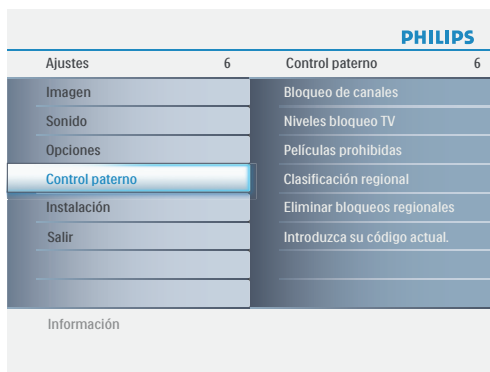 PHILIPS
Ajustes 6 Control paterno 6
Imagen Bloqueo de canales
Sonido Niveles bloqueo TV
Opciones Películas prohibidas
Control paterno Clasificación regional
Instalación Eliminar bloqueos regionales
Salir Introduzca su código actual.
Información